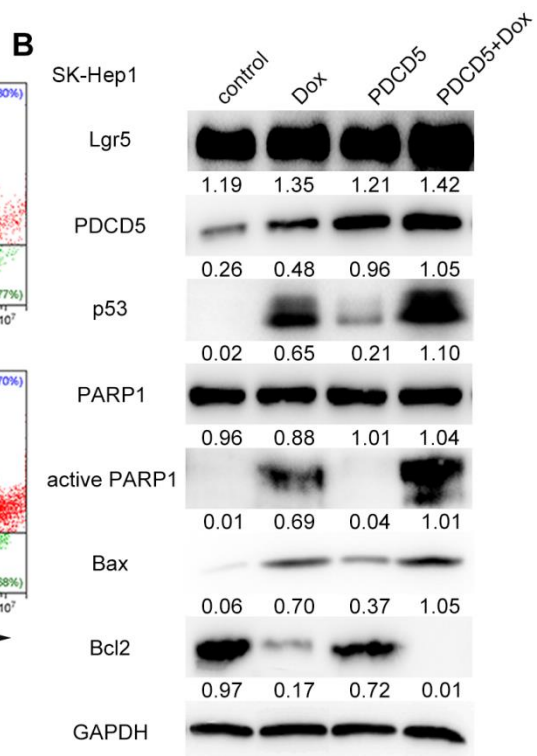 B
SK-Hep1
control Dox PDCD5 PDCD5+Dox
Lgr5
1.19 1.35 1.21 1.42
PDCD5
0.26 0.48 0.96 1.05
p53
0.02 0.65 0.21 1.10
PARP1
0.96 0.88 1.01 1.04
active PARP1
0.01 0.69 0.04 1.01
Bax
0.06 0.70 0.37 1.05
Bcl2
0.97 0.17 0.72 0.01
GAPDH
10⁷
10⁷